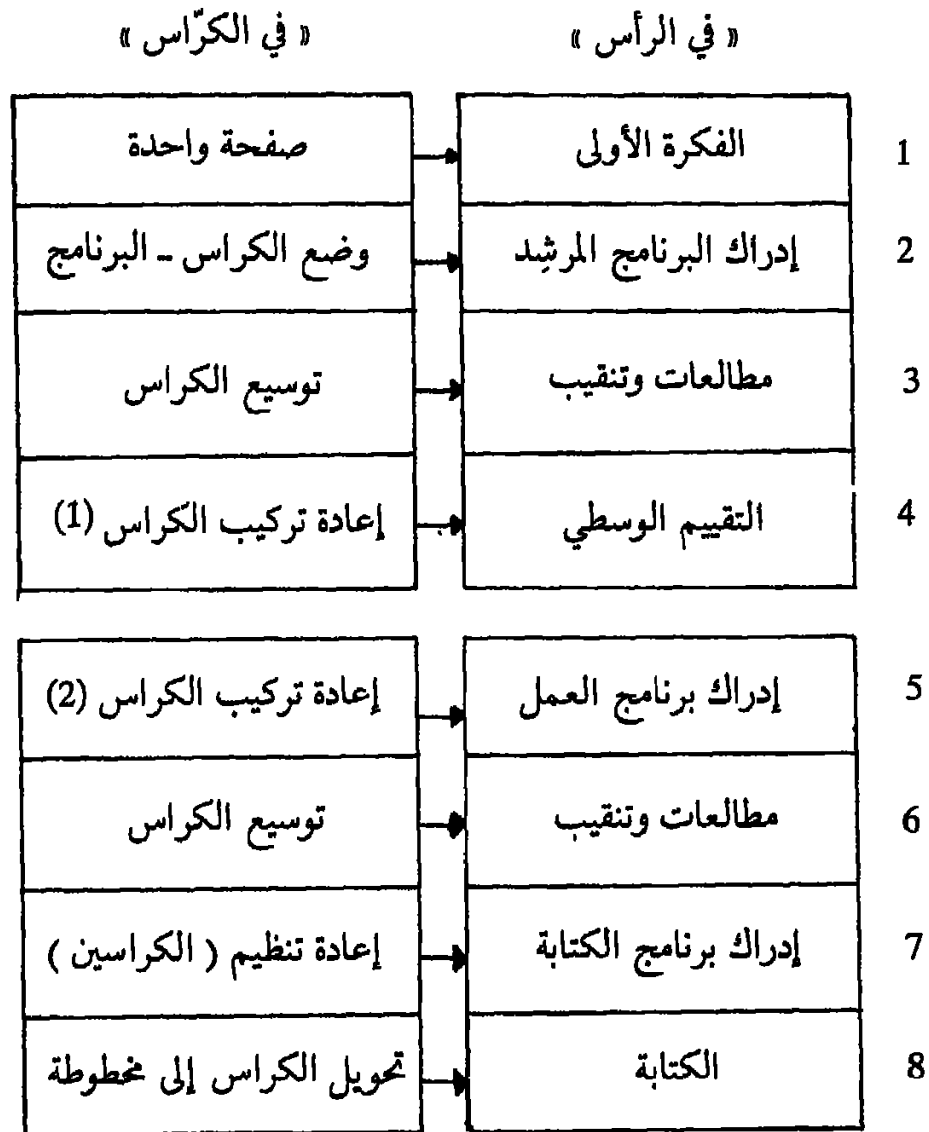 « في الرأس » « في الكرّاس »
1 الفكرة الأولى صفحة واحدة
2 إدراك البرنامج المرشِد وضع الكراس - البرنامج
3 مطالعات وتنقيب توسيع الكراس
4 التقييم الوسطي إعادة تركيب الكراس (1)
5 إدراك برنامج العمل إعادة تركيب الكراس (2)
6 مطالعات وتنقيب توسيع الكراس
7 إدراك برنامج الكتابة إعادة تنظيم ( الكراسين )
8 الكتابة تحويل الكراس إلى مخطوطة